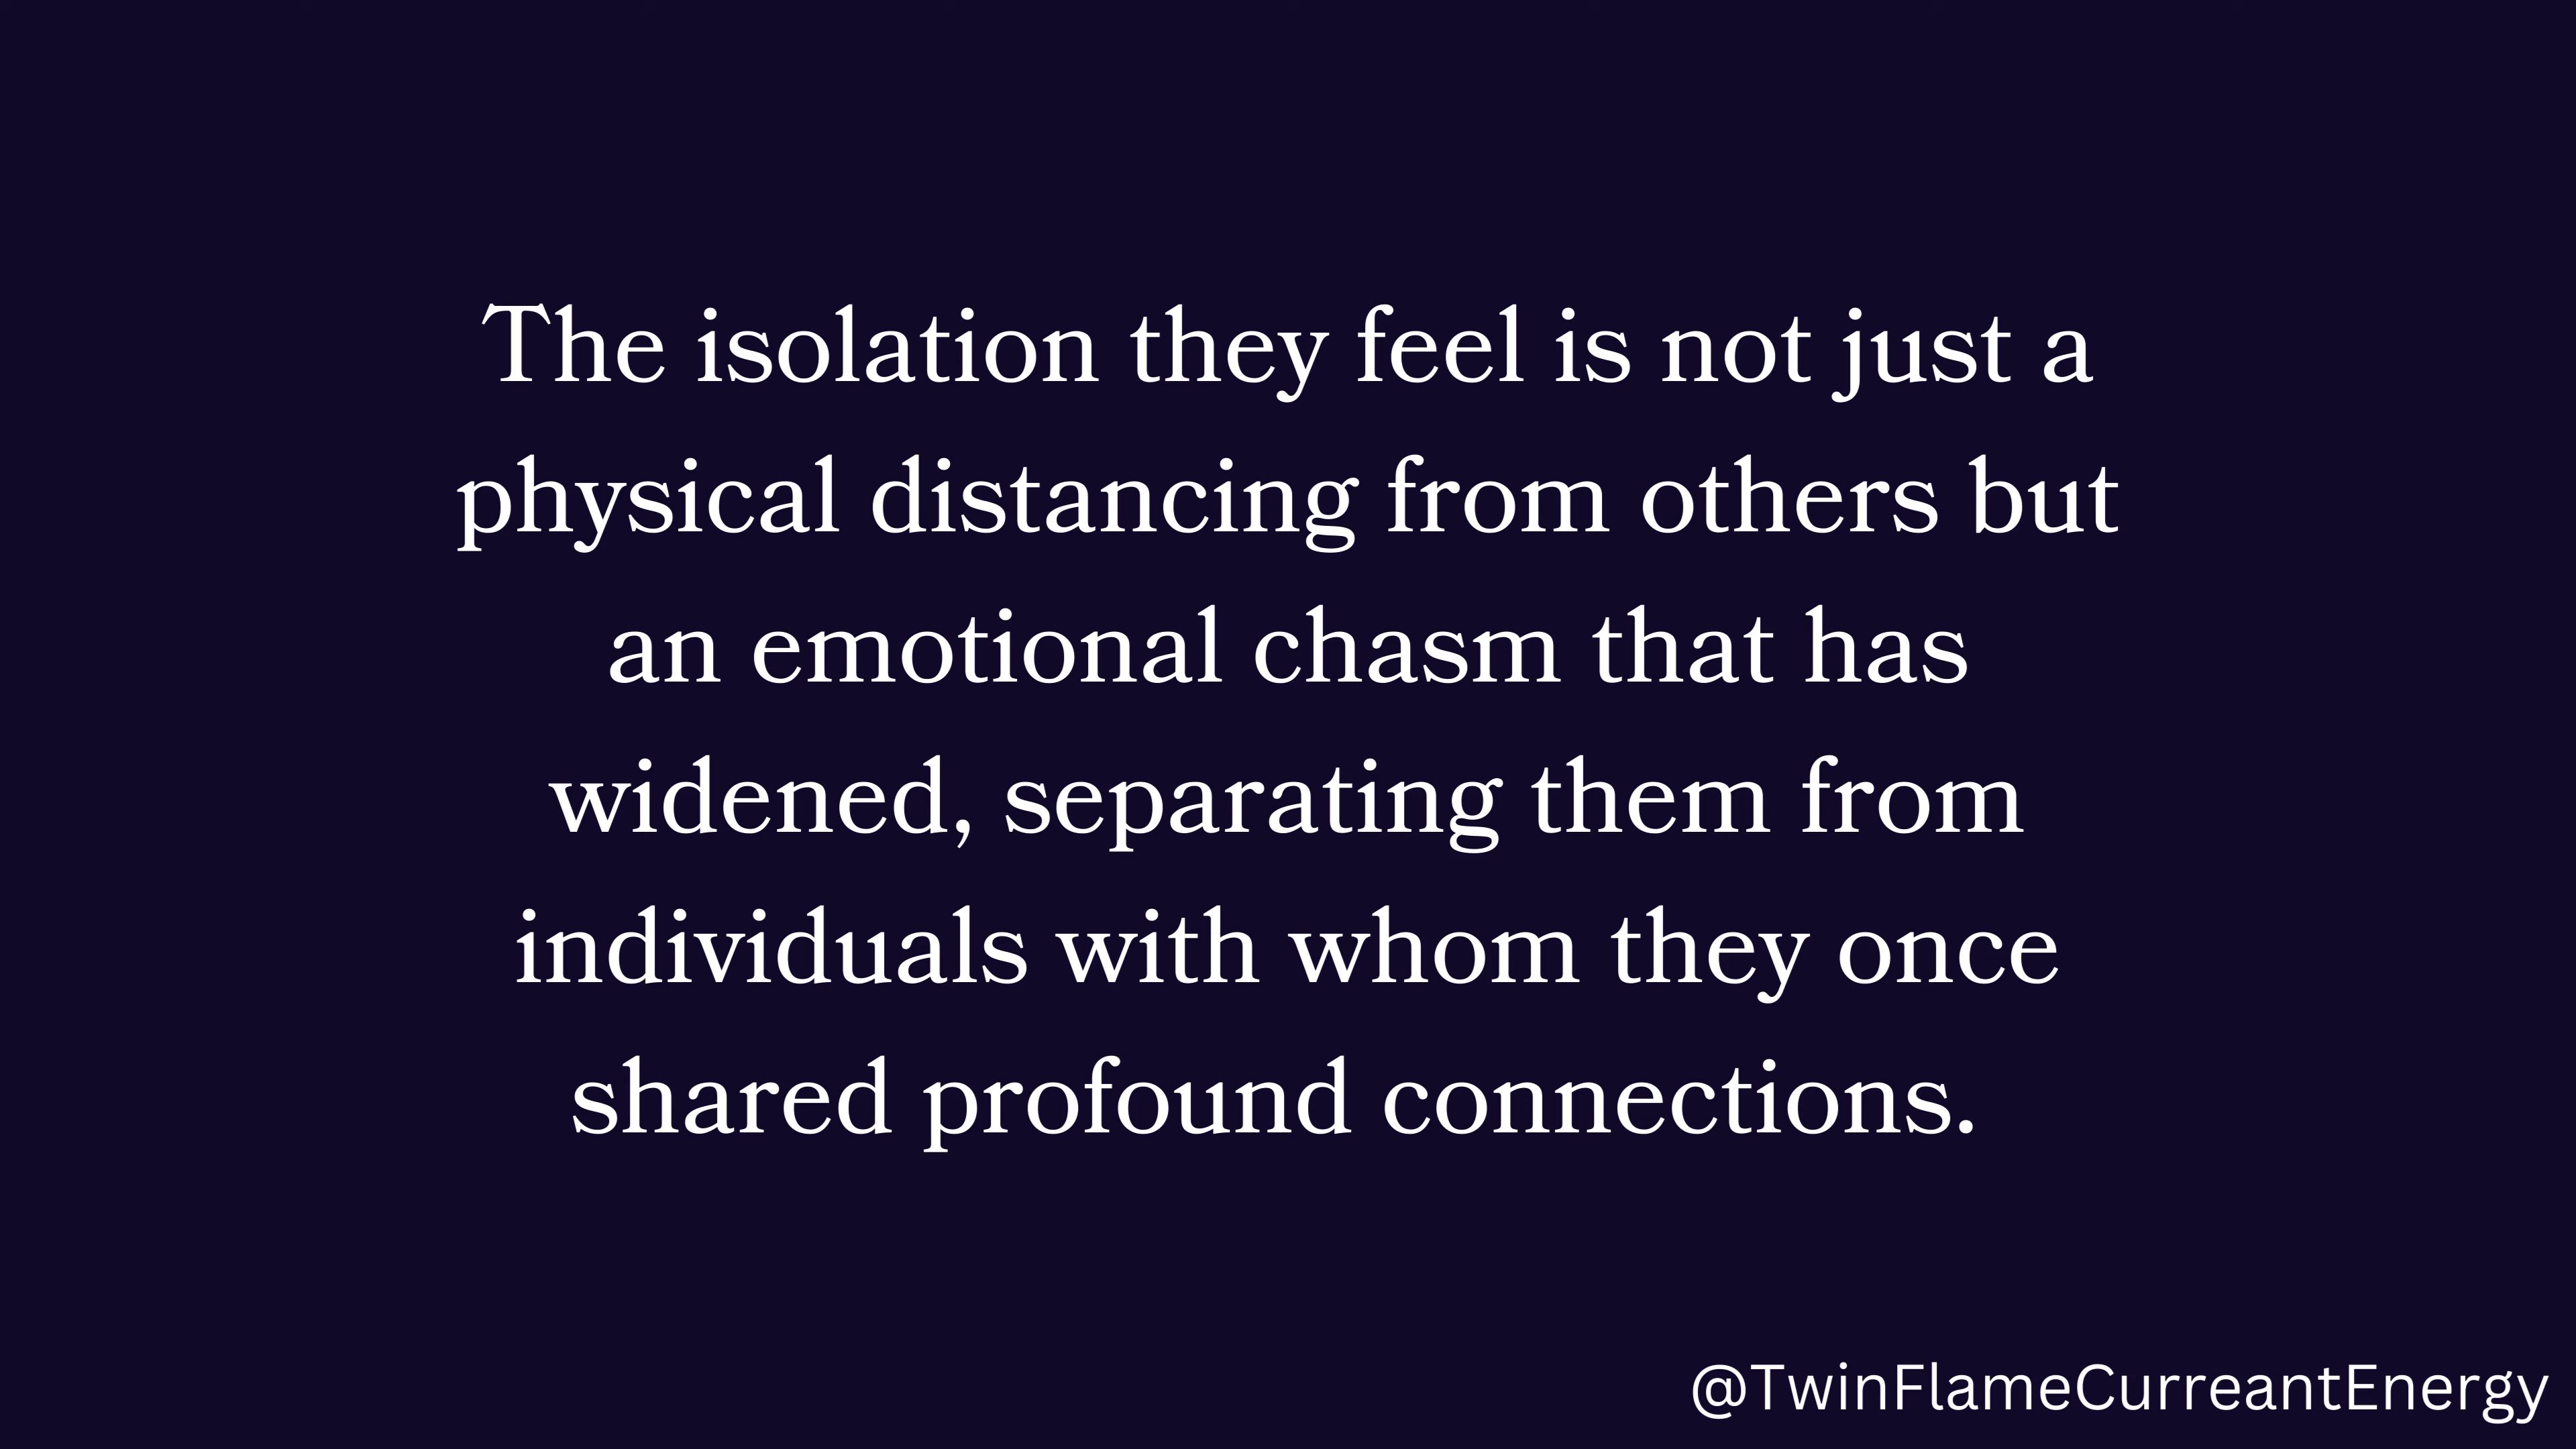 The isolation they feel is not just a
physical distancing from others but
an emotional chasm that has
widened, separating them from
individuals with whom they once
shared profound connections.
@TwinFlameCurreantEnergy